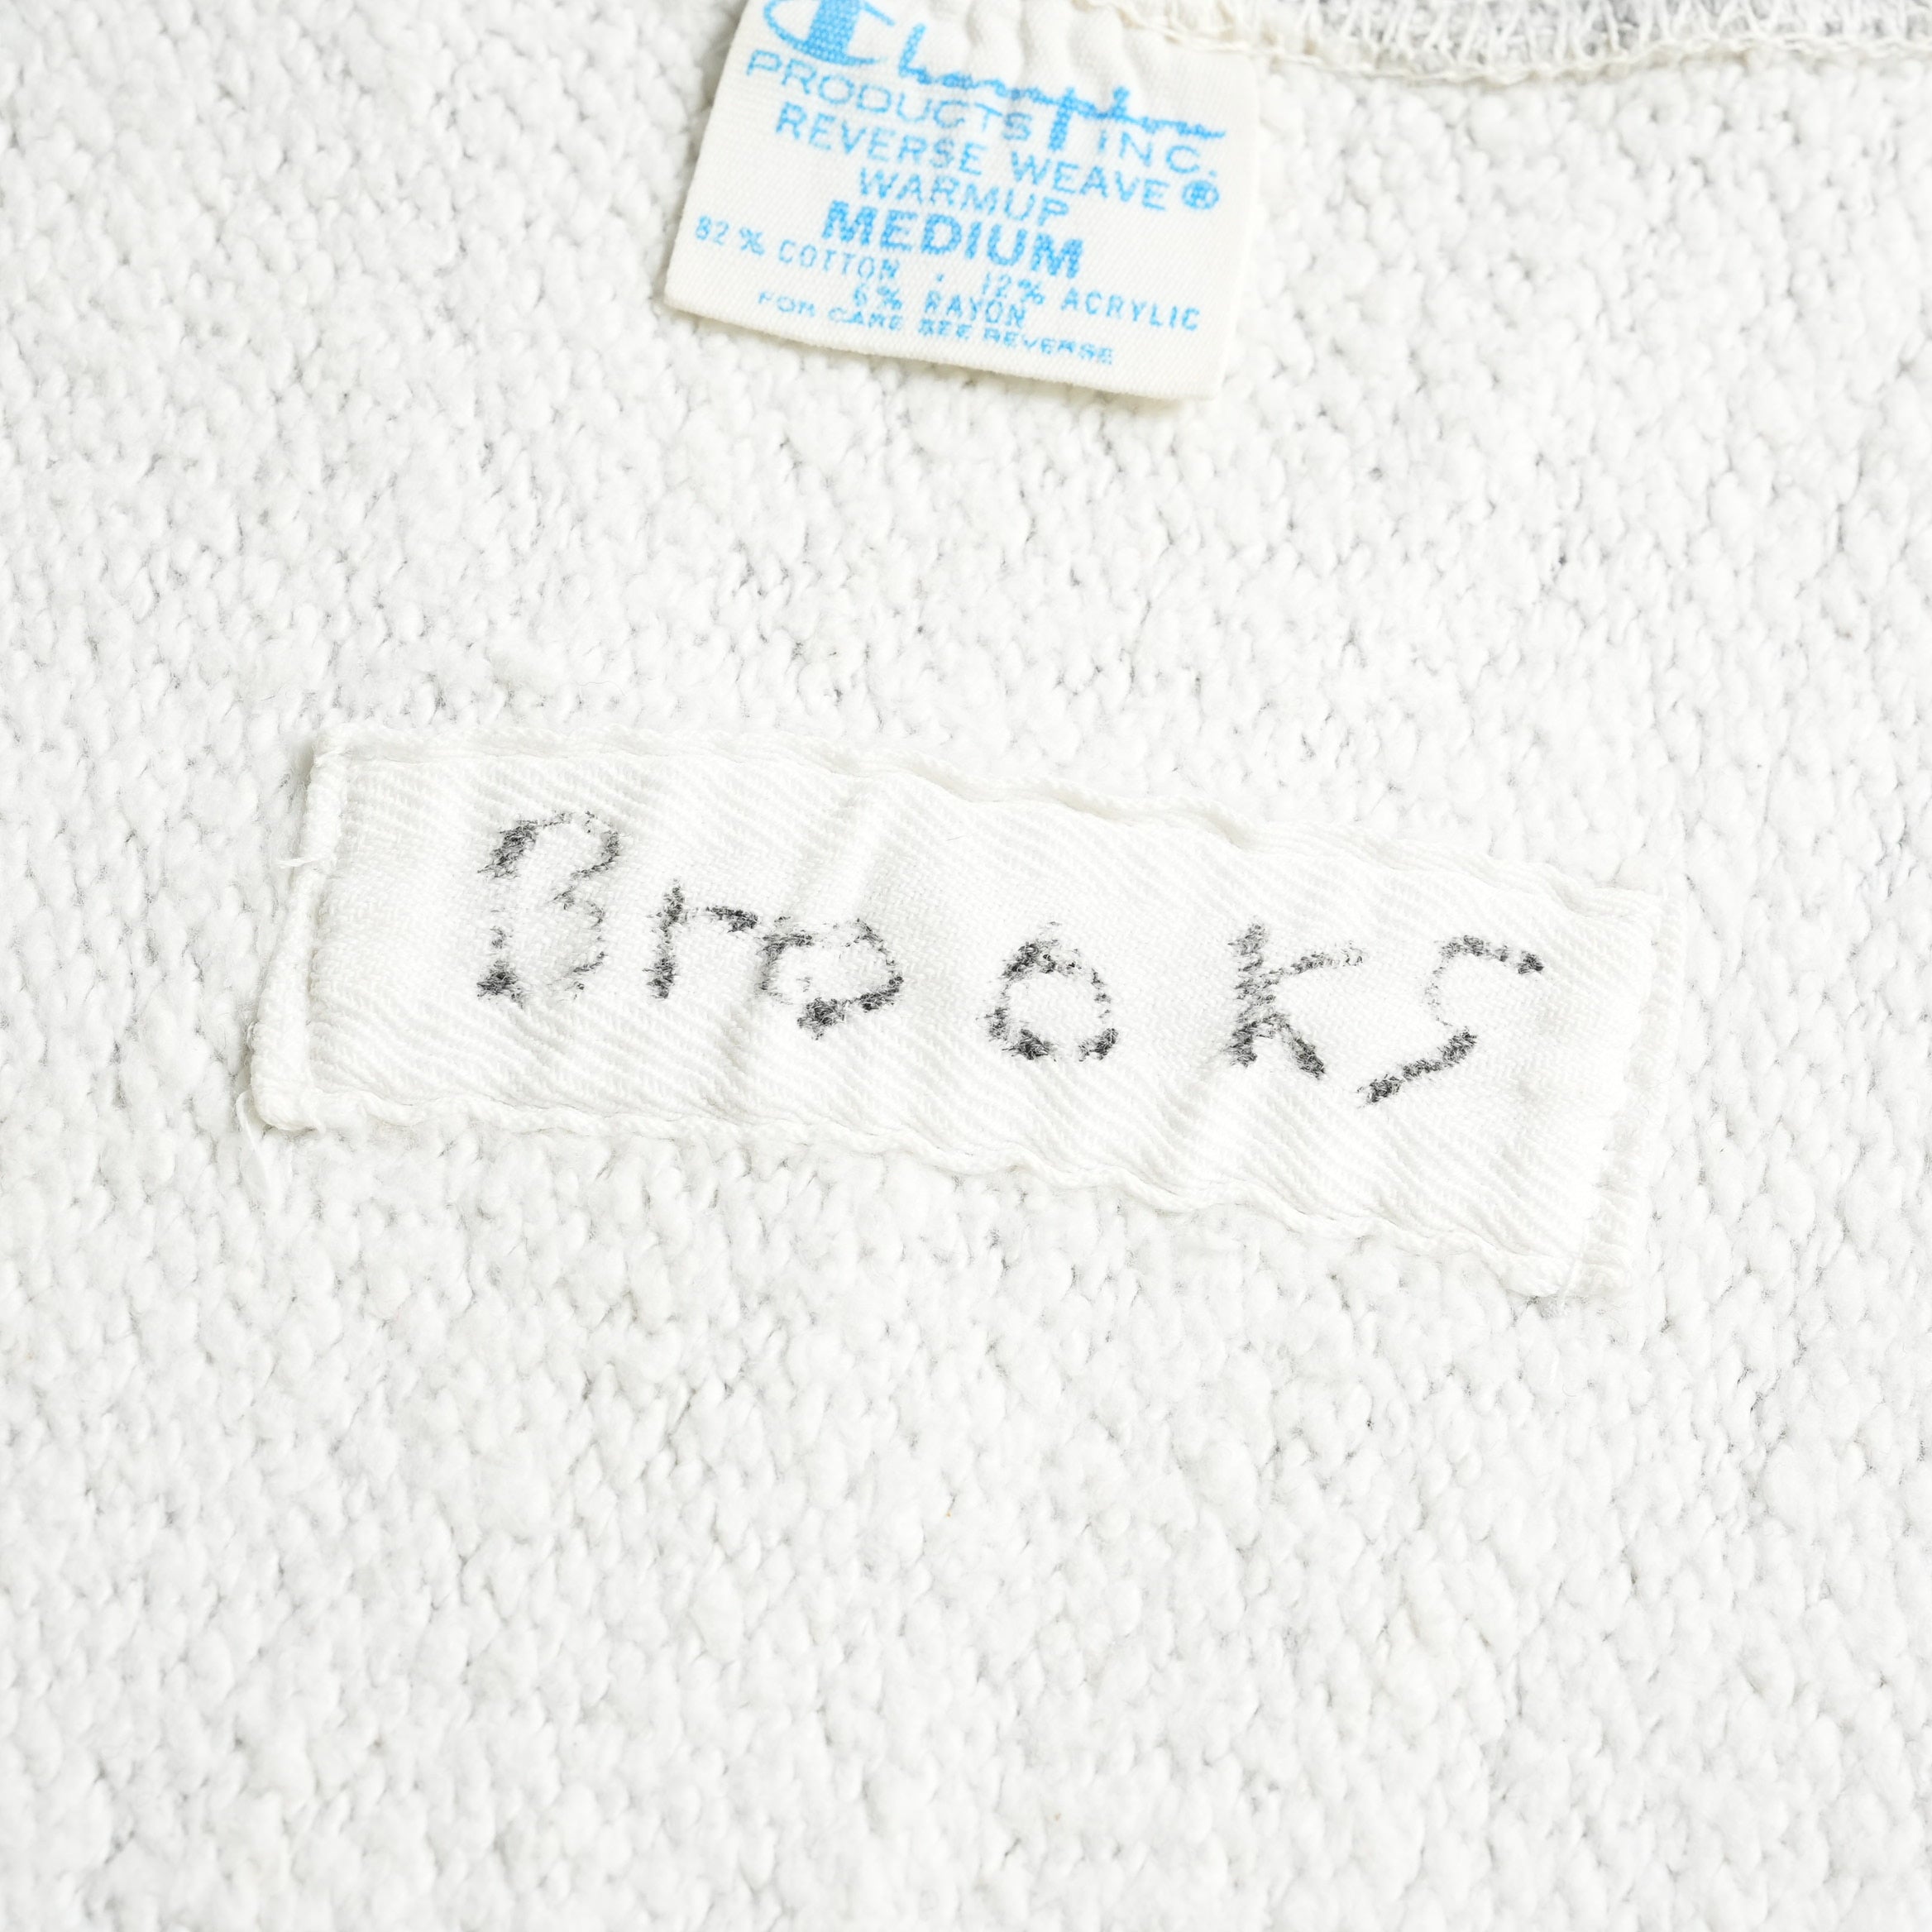 Champion
PRODUCTS INC.
REVERSE WEAVE®
WARMUP
MEDIUM
82% COTTON · 12% ACRYLIC
6% RAYON
FOR CARE SEE REVERSE
Brooks